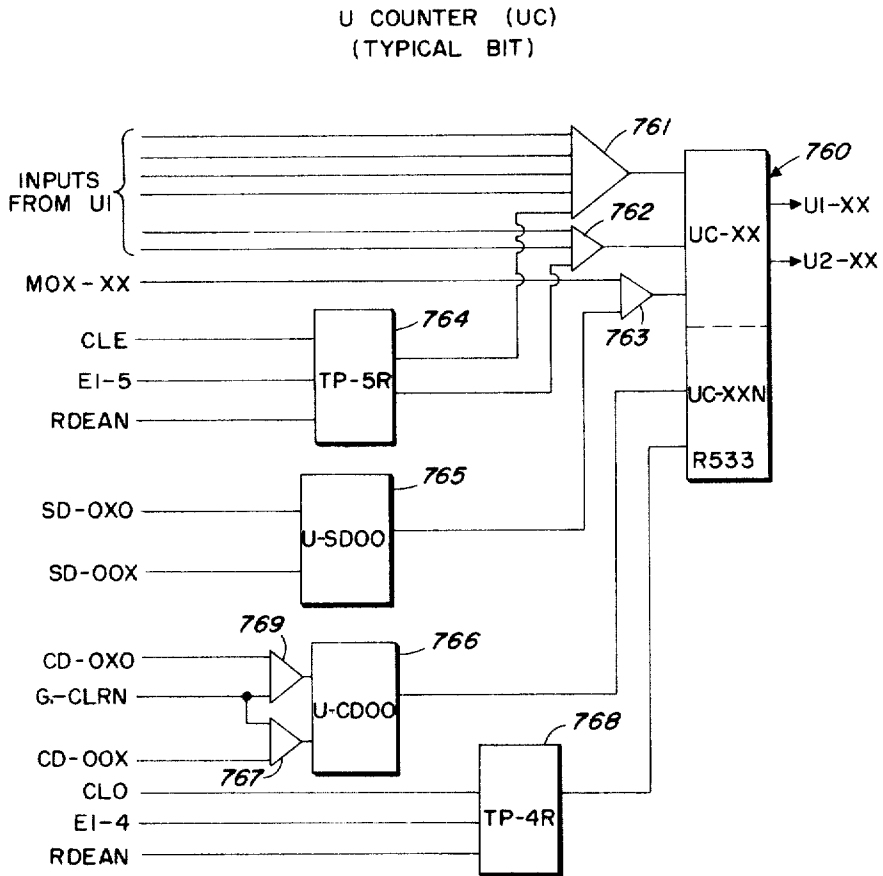 U COUNTER (UC)
(TYPICAL BIT)
761
760
INPUTS
FROM U1
762
UC-XX
U1-XX
U2-XX
MOX-XX
763
764
CLE
TP-5R
EI-5
UC-XXN
RDEAN
R533
765
SD-OXO
U-SDOO
SD-OOX
769
766
CD-OXO
G-CLRN
U-CDOO
768
CD-OOX
767
CLO
TP-4R
EI-4
RDEAN